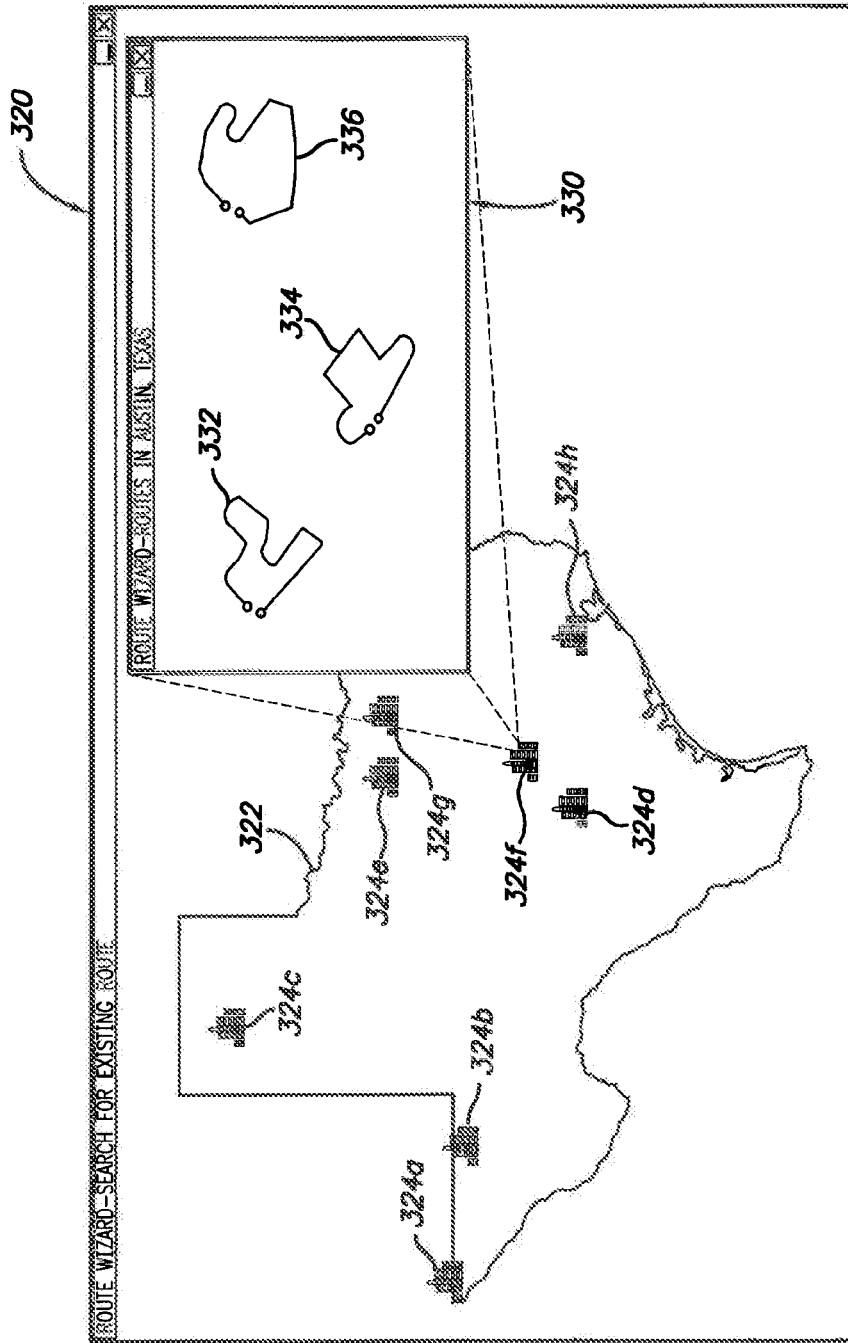 320
ROUTE WIZARD-SEARCH FOR EXISTING ROUTE
ROUTE WIZARD-ROUTES IN AUSTIN, TEXAS
332
334
336
330
322
324a
324b
324c
324e
324g
324f
324d
324h